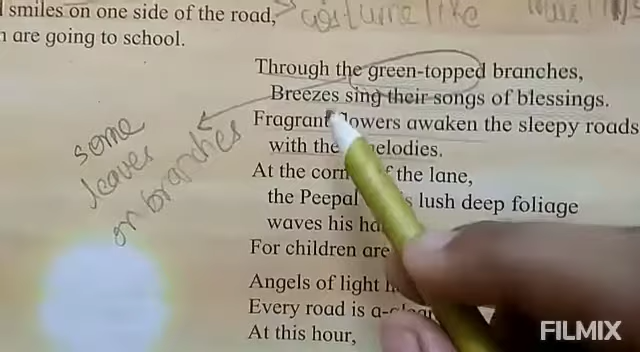 smiles on one side of the road,
are going to school.
costume like
Through the green-topped branches,
Breezes sing their songs of blessings.
Fragrant flowers awaken the sleepy roads
with the melodies.
At the corn f the lane,
the Peepal s lush deep foliage
waves his ha
For children are
Angels of light
Every road is a-
At this hour,
some
leaves
on branches
FILMIX